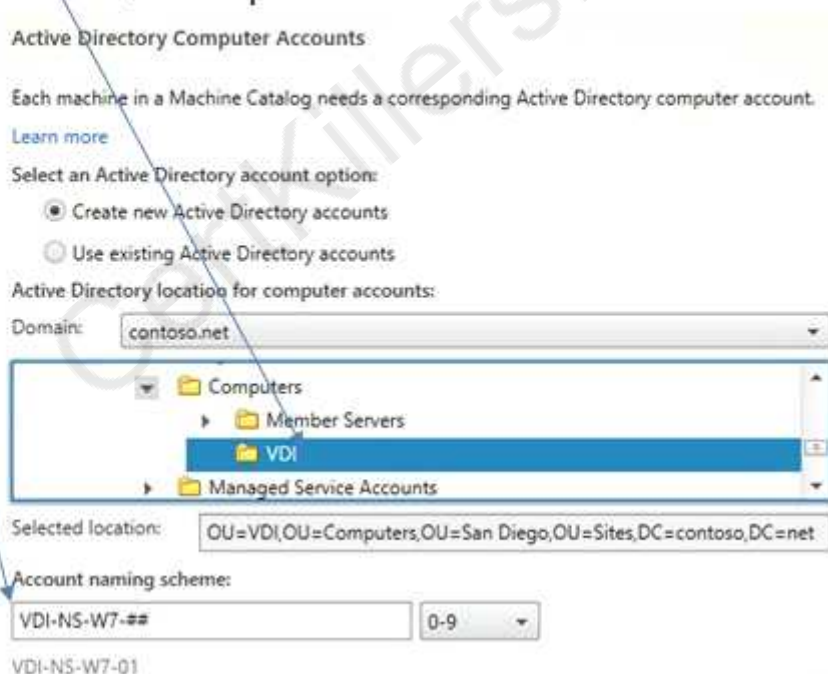 Active Directory Computer Accounts
Each machine in a Machine Catalog needs a corresponding Active Directory computer account.
Learn more
Select an Active Directory account option:
Create new Active Directory accounts
Use existing Active Directory accounts
Active Directory location for computer accounts:
Domain: contoso.net
Computers
Member Servers
VDI
Managed Service Accounts
Selected location: OU=VDI,OU=Computers,OU=San Diego,OU=Sites,DC=contoso,DC=net
Account naming scheme:
VDI-NS-W7-## 0-9
VDI-NS-W7-01
CertKillers